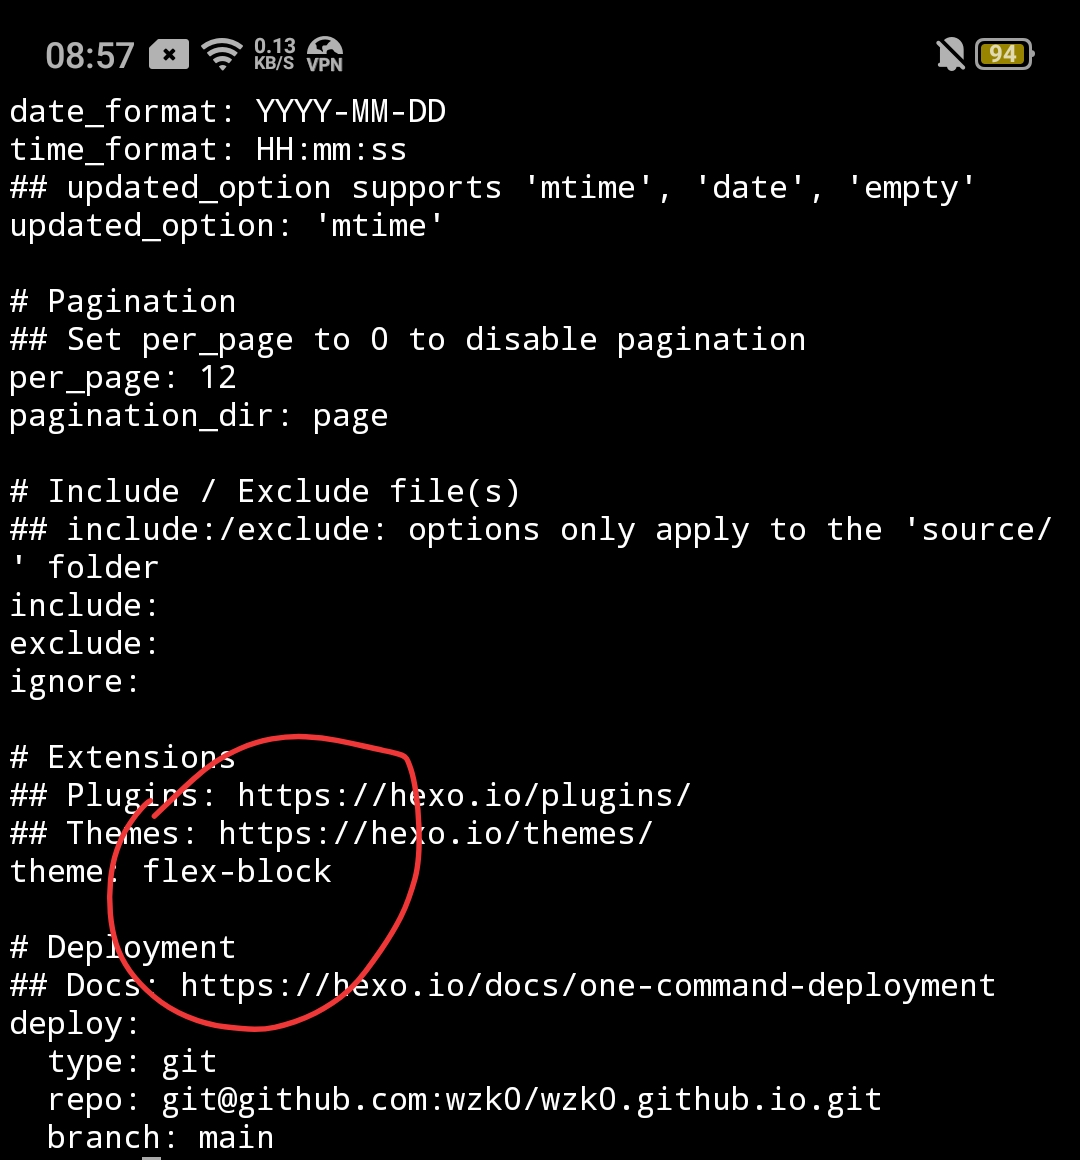 08:57 0.13 KB/S VPN 94
date_format: YYYY-MM-DD
time_format: HH:mm:ss
## updated_option supports 'mtime', 'date', 'empty'
updated_option: 'mtime'
# Pagination
## Set per_page to 0 to disable pagination
per_page: 12
pagination_dir: page
# Include / Exclude file(s)
## include:/exclude: options only apply to the 'source/
' folder
include:
exclude:
ignore:
# Extensions
## Plugins: https://hexo.io/plugins/
## Themes: https://hexo.io/themes/
theme: flex-block
# Deployment
## Docs: https://hexo.io/docs/one-command-deployment
deploy:
  type: git
  repo: git@github.com:wzk0/wzk0.github.io.git
  branch: main